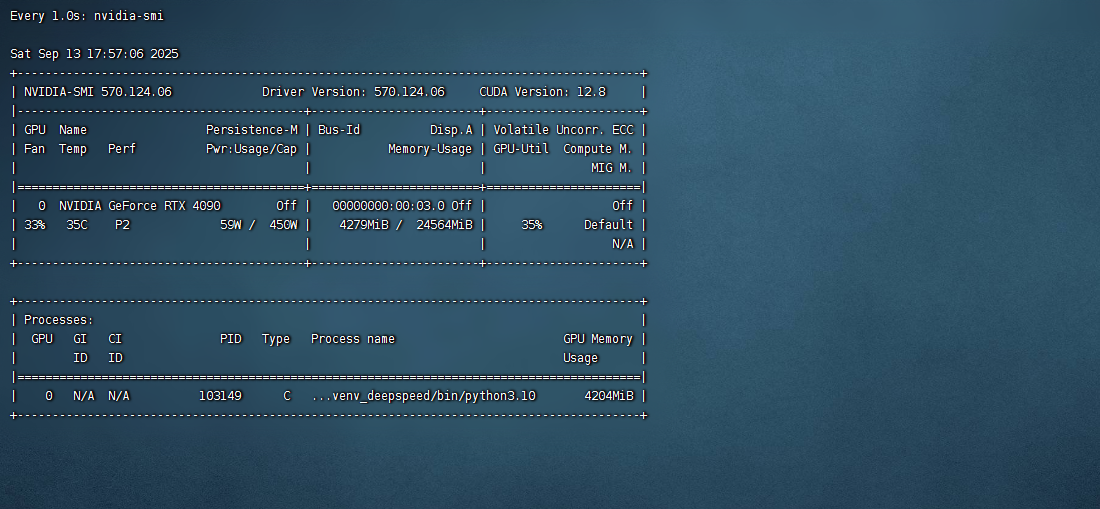 Every 1.0s: nvidia-smi
Sat Sep 13 17:57:06 2025
+-----------------------------------------------------------------------------------------+
| NVIDIA-SMI 570.124.06             Driver Version: 570.124.06     CUDA Version: 12.8     |
|-----------------------------------------+------------------------+----------------------+
| GPU  Name                 Persistence-M | Bus-Id          Disp.A | Volatile Uncorr. ECC |
| Fan  Temp   Perf          Pwr:Usage/Cap |           Memory-Usage | GPU-Util  Compute M. |
|                                         |                        |               MIG M. |
|=========================================+========================+======================|
|   0  NVIDIA GeForce RTX 4090        Off |   00000000:00:03.0 Off |                  Off |
| 33%   35C    P2             59W /  450W |    4279MiB /  24564MiB |     35%      Default |
|                                         |                        |                  N/A |
+-----------------------------------------+------------------------+----------------------+
+-----------------------------------------------------------------------------------------+
| Processes:                                                                              |
|  GPU   GI   CI              PID   Type   Process name                        GPU Memory |
|        ID   ID                                                               Usage      |
|=========================================================================================|
|    0   N/A  N/A          103149      C   ...venv_deepspeed/bin/python3.10       4204MiB |
+-----------------------------------------------------------------------------------------+